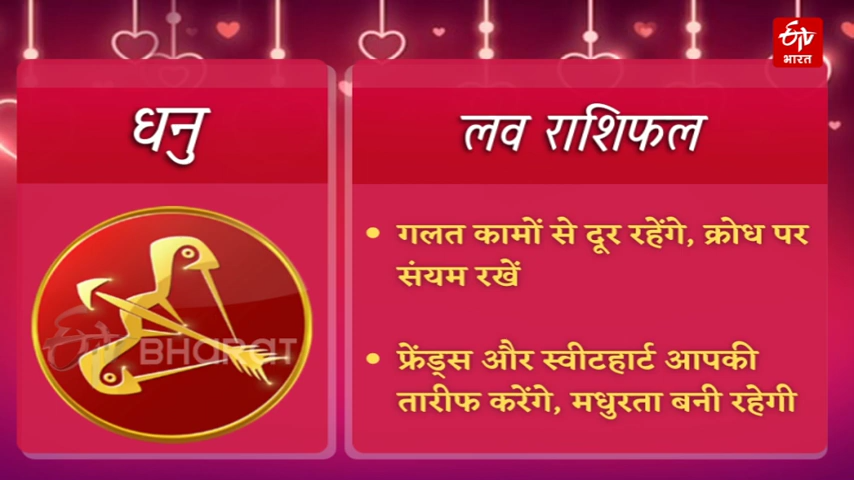 ETV
भारत
धनु
लव राशिफल
• गलत कामों से दूर रहेंगे, क्रोध पर
संयम रखें
• फ्रेंड्स और स्वीटहार्ट आपकी
तारीफ करेंगे, मधुरता बनी रहेगी
ETV BHARAT